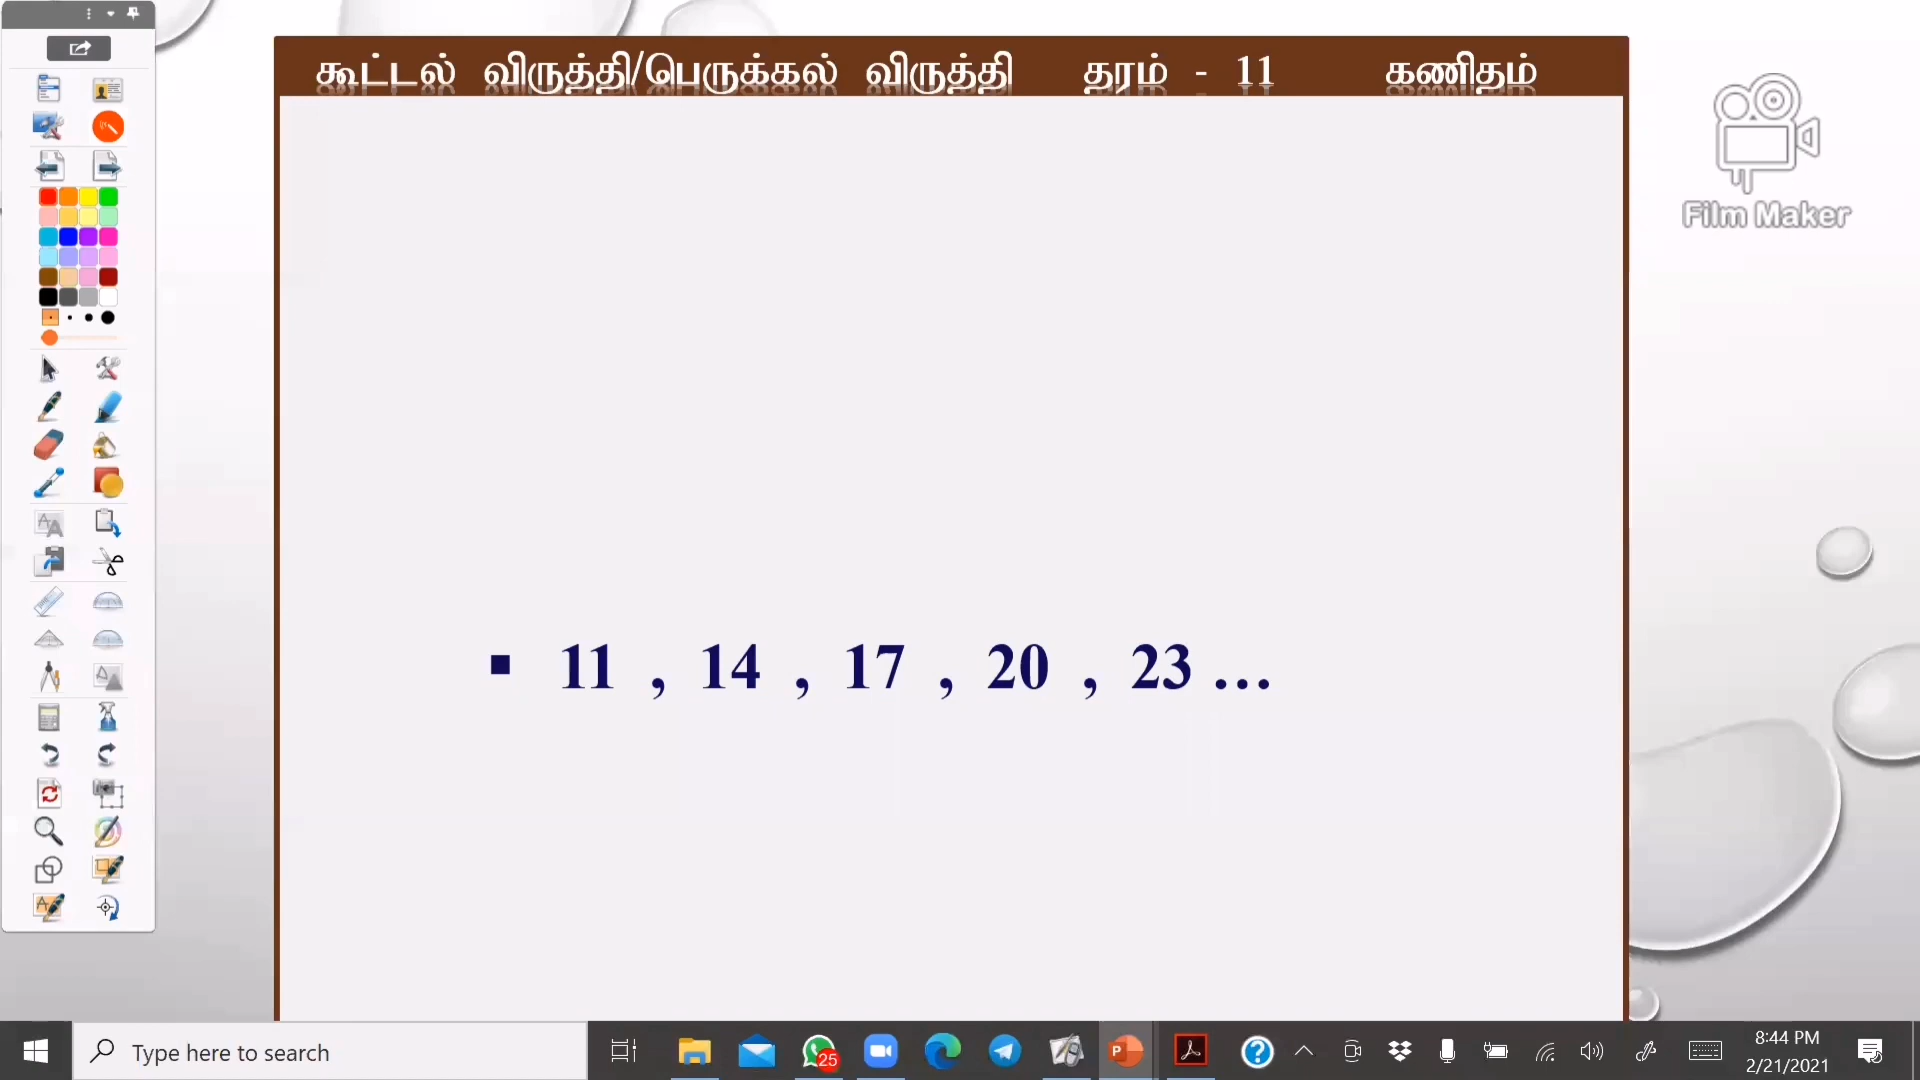 கூட்டல் விருத்தி/பெருக்கல் விருத்தி தரம் - 11 கணிதம்
Film Maker
▪ 11 , 14 , 17 , 20 , 23 ...
Type here to search
25
8:44 PM
2/21/2021